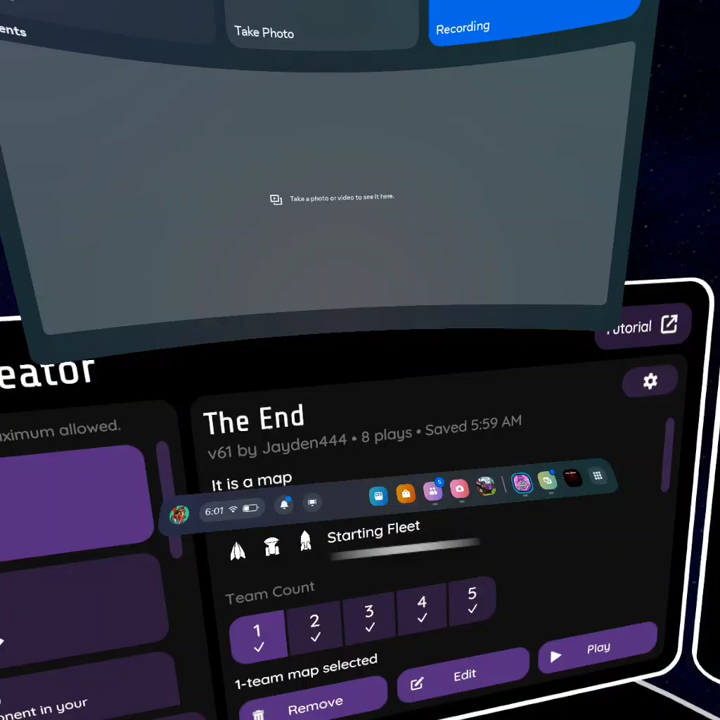 ents
Take Photo
Recording
Take a photo or video to see it here.
Tutorial
eator
aximum allowed.
The End
v61 by Jayden444 • 8 plays • Saved 5:59 AM
It is a map
6:01
5
Starting Fleet
Team Count
1 2 3 4 5
1-team map selected
onent in your
Remove
Edit
Play